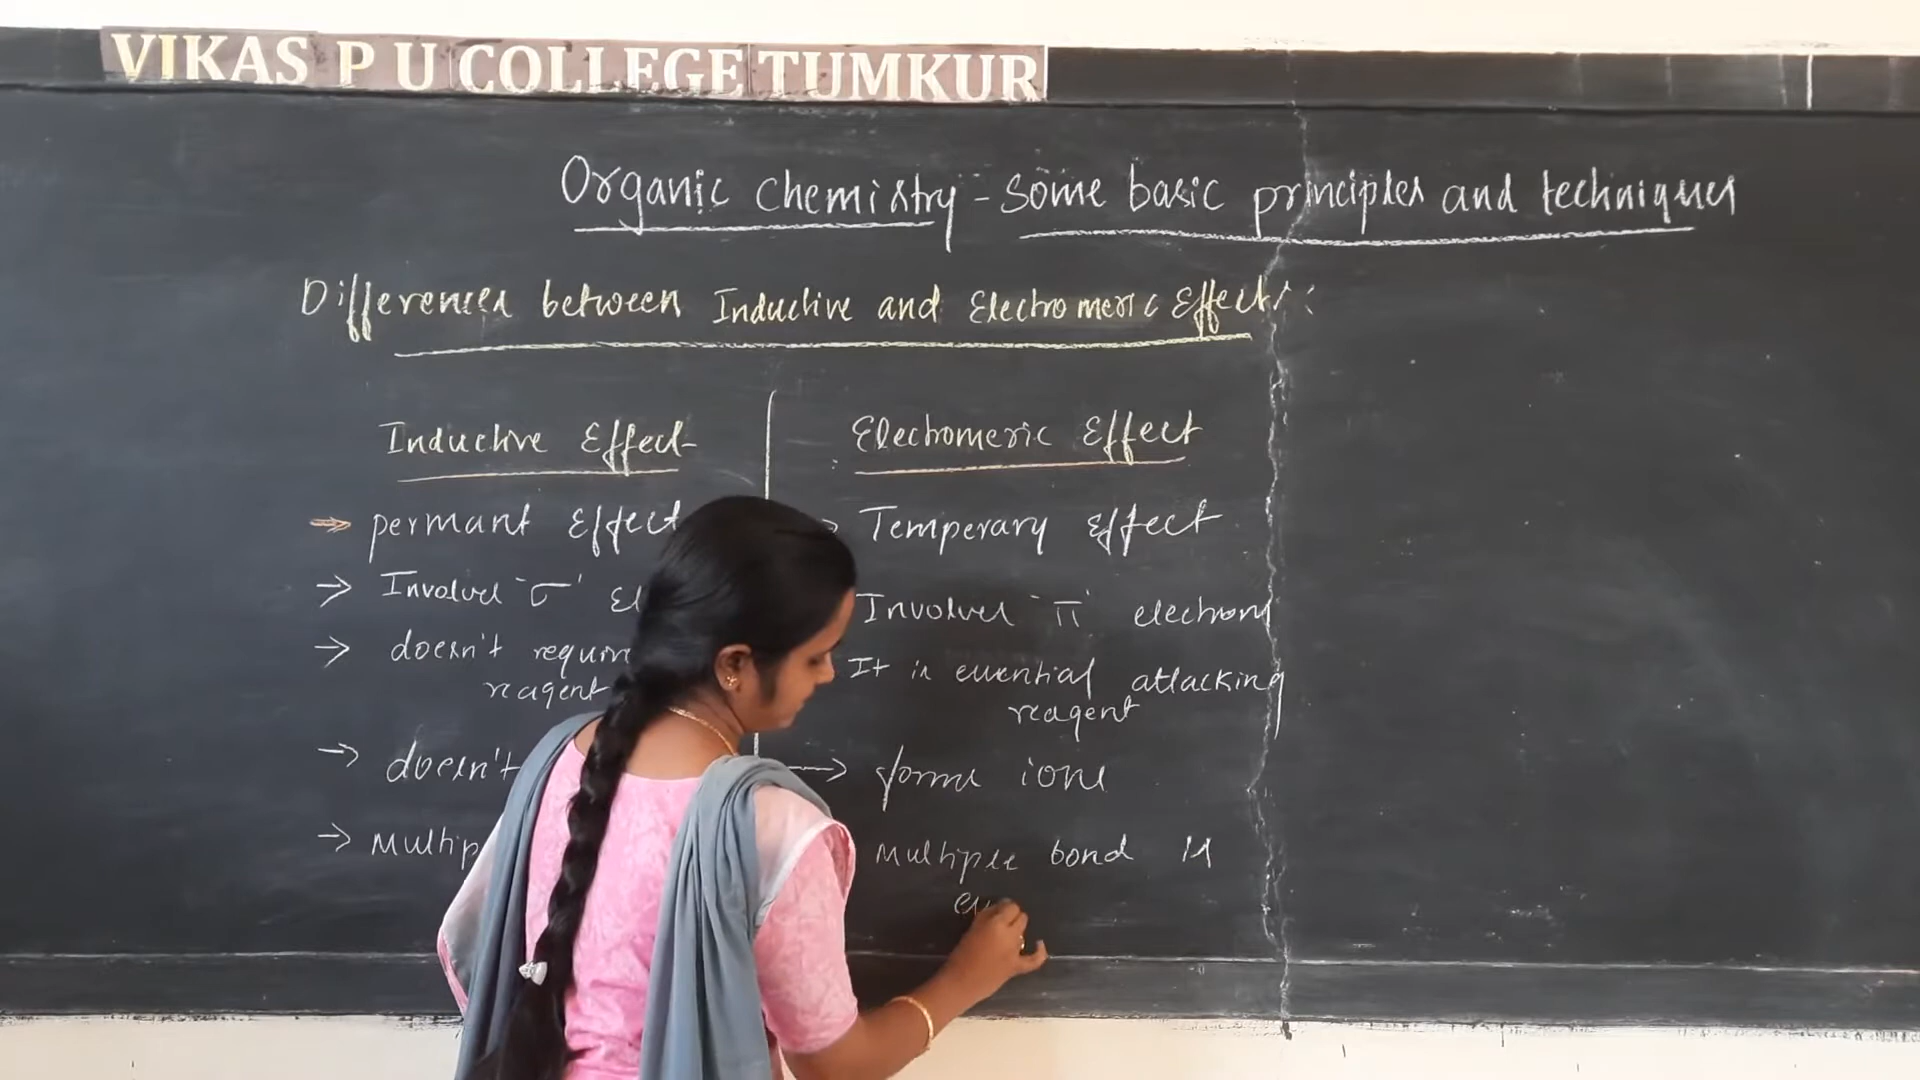 VIKAS P U COLLEGE TUMKUR
Organic Chemistry - Some basic principles and techniques
Differences between Inductive and Electromeric Effects:
Inductive Effect
→ permant Effect
→ Involves 'σ'
→ doesn't
reagent
→ doesn't
→
Electromeric Effect
Temperary Effect
Involves 'π' electrons
It is essential attacking
reagent
→ forms ions
Multiple bond is